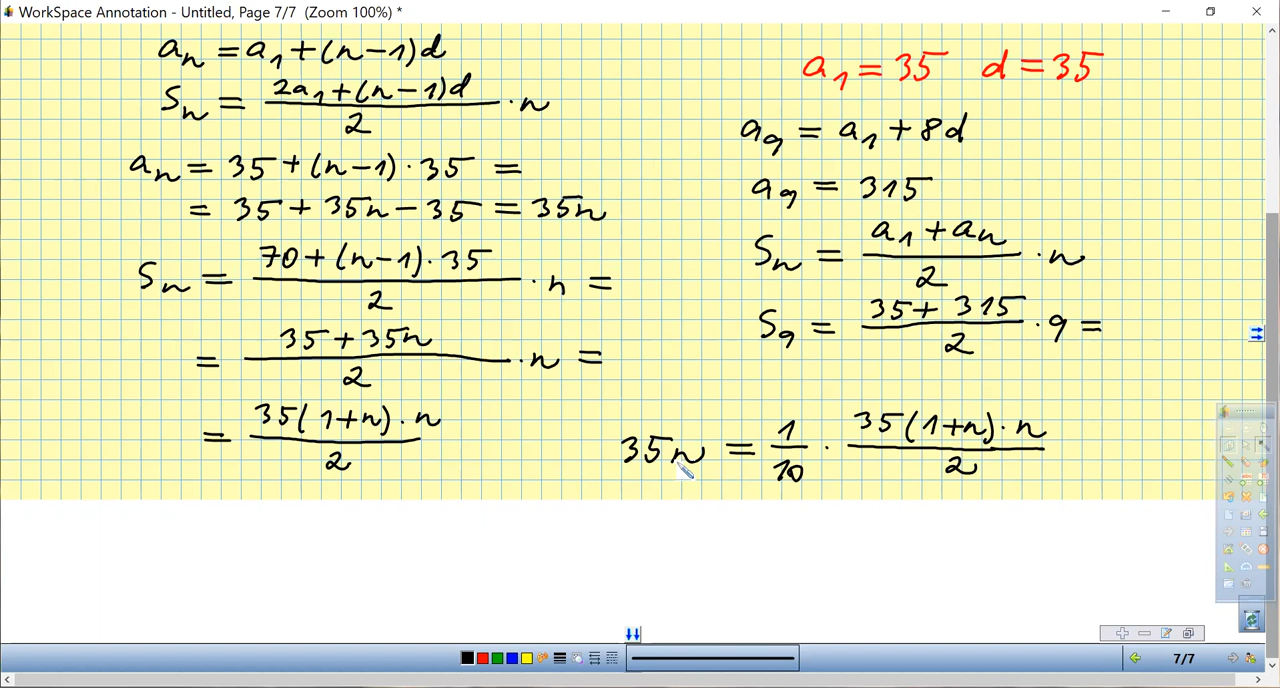 WorkSpace Annotation - Untitled, Page 7/7 (Zoom 100%) *
aₙ = a₁ + (n−1)d
Sₙ = (2a₁ + (n−1)d)/2 · n
aₙ = 35 + (n−1) · 35 =
= 35 + 35n − 35 = 35n
Sₙ = (70 + (n−1) · 35)/2 · n =
= (35 + 35n)/2 · n =
= (35(1+n) · n)/2
a₁ = 35 d = 35
a₉ = a₁ + 8d
a₉ = 315
Sₙ = (a₁ + aₙ)/2 · n
S₉ = (35 + 315)/2 · 9 =
35n = 1/10 · (35(1+n) · n)/2
7/7